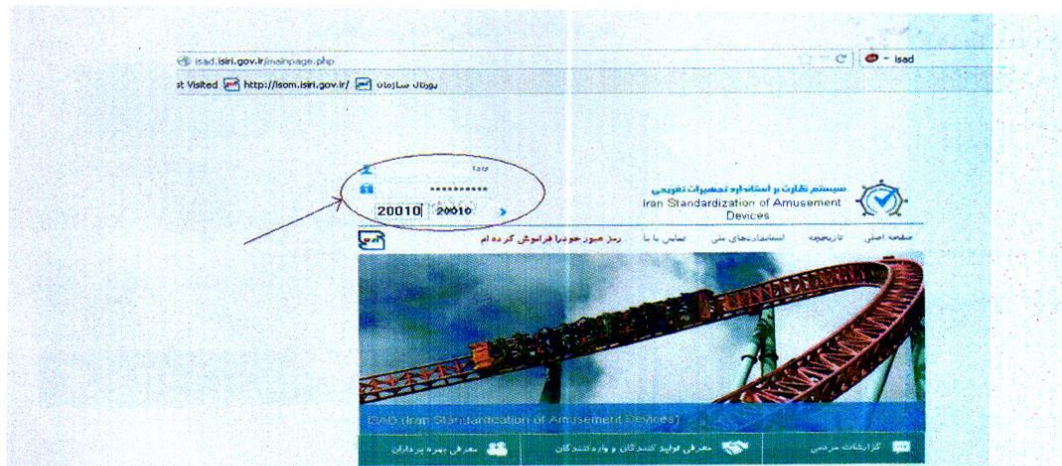 isad.isiri.gov.ir/mainpage.php
isad
st Visited http://isom.isiri.gov.ir/ پورتال سازمان
**********
20010 20010
سیستم نظارت بر استاندارد تجهیزات تفریحی
Iran Standardization of Amusement
Devices
صفحه اصلی تاریخچه استانداردهای ملی تماس با ما رمز عبور خود را فراموش کرده ام
ISAD (Iran Standardization of Amusement Devices)
گزارشات مردمی معرفی تولید کنندگان و واردکنندگان معرفی بهره برداران